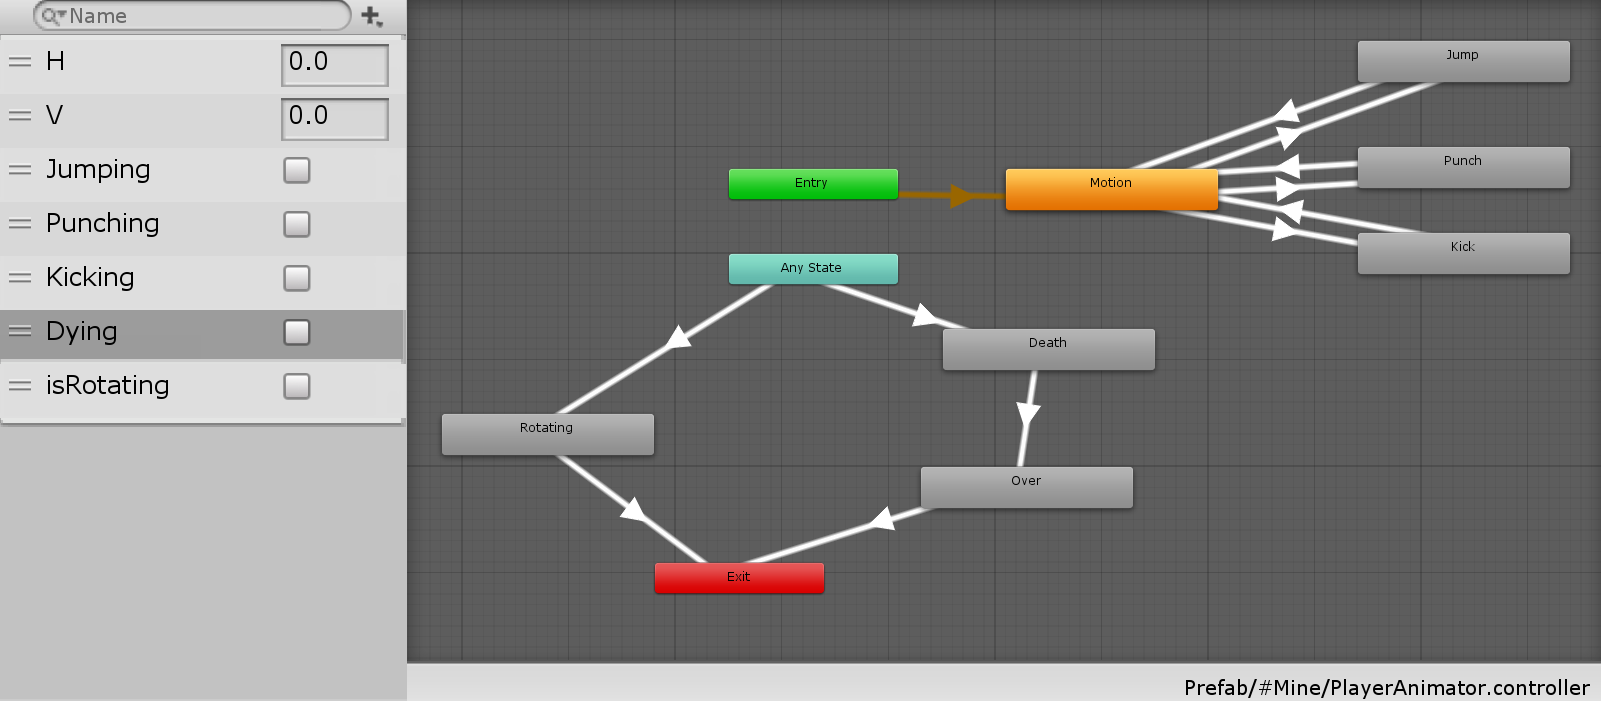 Name
H 0.0
V 0.0
Jumping
Punching
Kicking
Dying
isRotating
Jump
Punch
Entry
Motion
Kick
Any State
Death
Rotating
Over
Exit
Prefab/#Mine/PlayerAnimator.controller